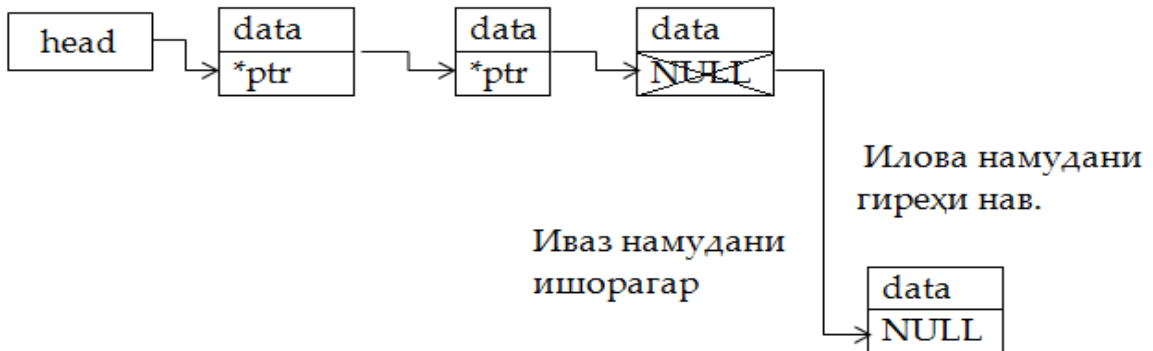 head
data
*ptr
data
*ptr
data
NULL
Илова намудани
гиреҳи нав.
Иваз намудани
ишорагар
data
NULL